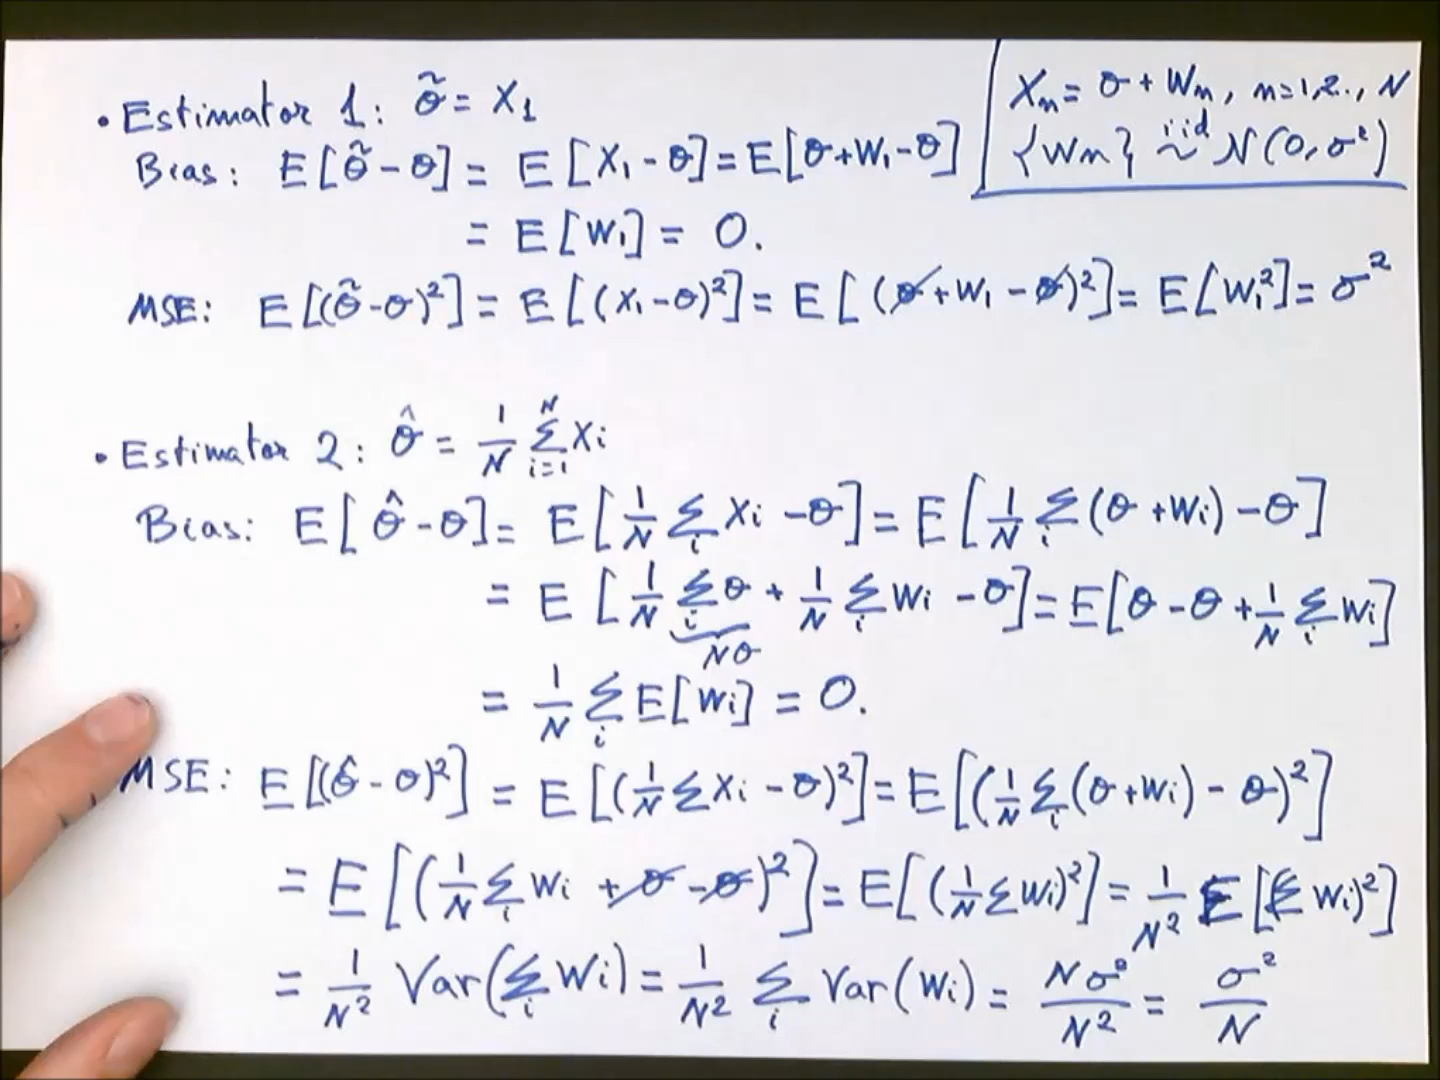 • Estimator 1: θ̃ = X₁
Xₙ = θ + Wₙ, n=1,2.., N
{Wₙ} iid ~ N(0, σ²)
Bias: E[θ̃ - θ] = E[X₁ - θ] = E[θ+W₁-θ]
= E[W₁] = 0.
MSE: E[(θ̃-θ)²] = E[(X₁-θ)²] = E[(θ+W₁-θ)²] = E[W₁²] = σ²
• Estimator 2: θ̂ = 1/N Σᵢ₌₁ᴺ Xᵢ
Bias: E[θ̂-θ] = E[1/N Σᵢ Xᵢ -θ] = E[1/N Σᵢ (θ+Wᵢ) -θ]
= E[1/N Σᵢ θ + 1/N Σᵢ Wᵢ -θ] = E[θ-θ+1/N Σᵢ Wᵢ]
Nθ
= 1/N Σᵢ E[Wᵢ] = 0.
MSE: E[(θ̂-θ)²] = E[(1/N Σ Xᵢ -θ)²] = E[(1/N Σᵢ (θ+Wᵢ) - θ)²]
= E[(1/N Σᵢ Wᵢ +θ-θ)²] = E[(1/N Σ Wᵢ)²] = 1/N² E[(Σ Wᵢ)²]
= 1/N² Var(Σᵢ Wᵢ) = 1/N² Σᵢ Var(Wᵢ) = Nσ²/N² = σ²/N